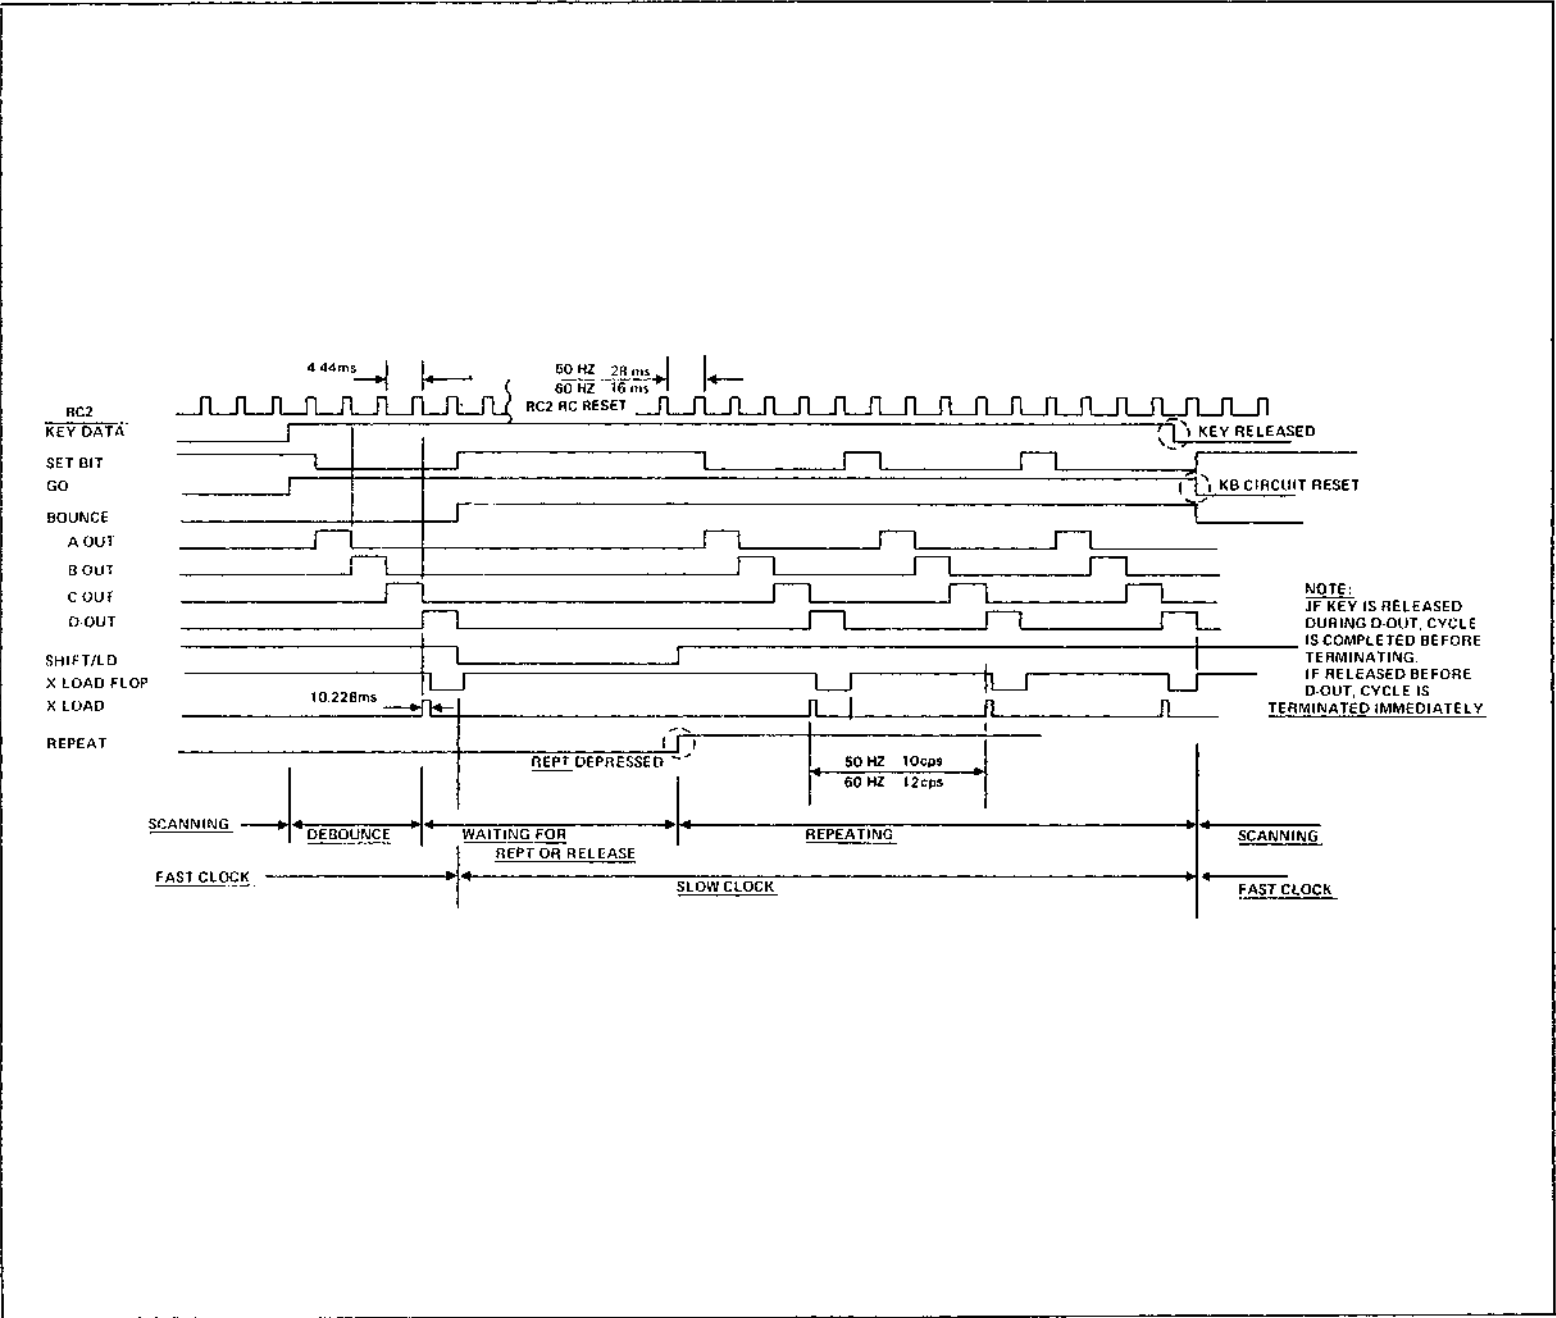 4.44ms
50 HZ 28 ms
60 HZ 16 ms
RC2
RC2 RC RESET
KEY DATA
KEY RELEASED
SET BIT
GO
KB CIRCUIT RESET
BOUNCE
A OUT
B OUT
C OUT
D-OUT
SHIFT/LD
X LOAD FLOP
10.228ms
X LOAD
NOTE:
IF KEY IS RELEASED
DURING D-OUT, CYCLE
IS COMPLETED BEFORE
TERMINATING.
IF RELEASED BEFORE
D-OUT, CYCLE IS
TERMINATED IMMEDIATELY
REPEAT
REPT DEPRESSED
50 HZ 10cps
60 HZ 12cps
SCANNING
DEBOUNCE
WAITING FOR
REPT OR RELEASE
REPEATING
SCANNING
FAST CLOCK
SLOW CLOCK
FAST CLOCK